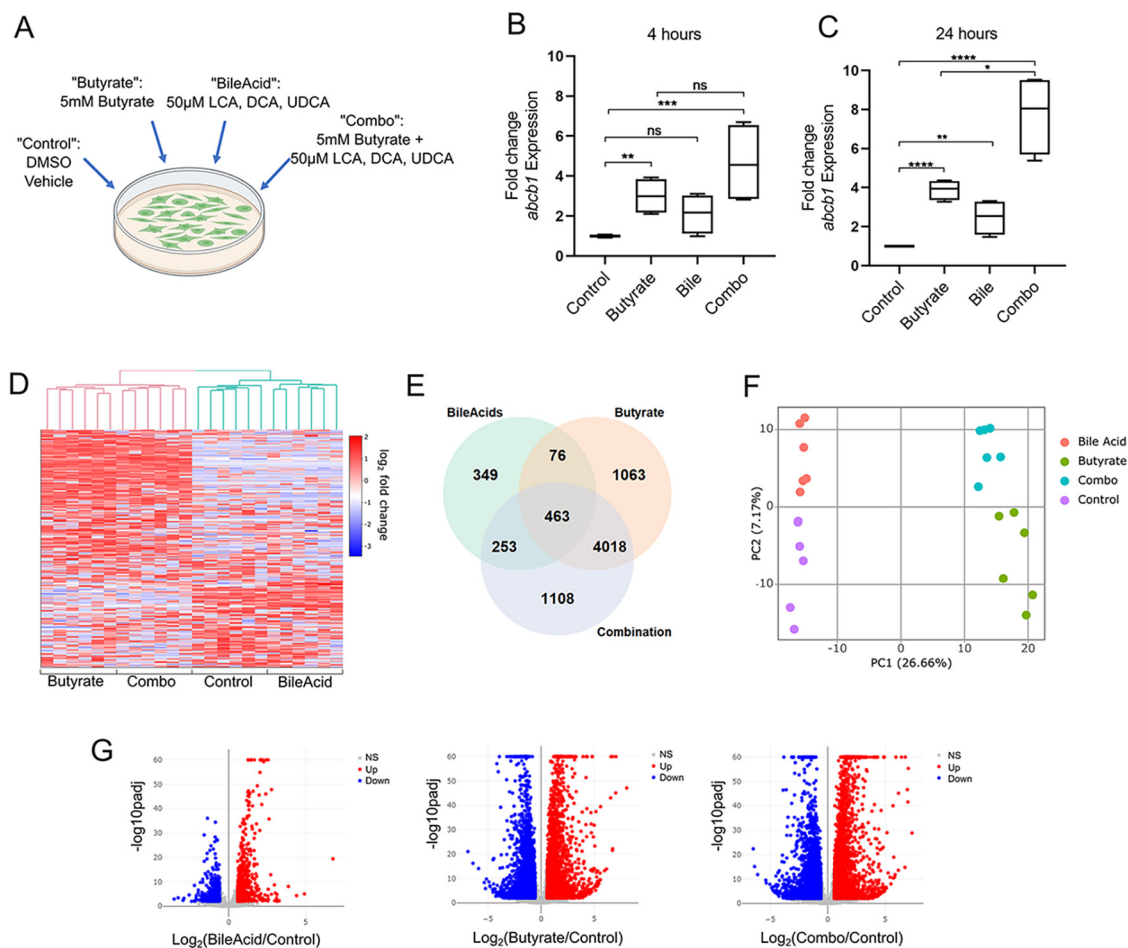 A
"Butyrate":
5mM Butyrate
"BileAcid":
50µM LCA, DCA, UDCA
"Control":
DMSO
Vehicle
"Combo":
5mM Butyrate +
50µM LCA, DCA, UDCA
B
4 hours
Fold change
abcb1 Expression
10
8
6
4
2
0
ns
***
ns
**
Control
Butyrate
Bile
Combo
C
24 hours
Fold change
abcb1 Expression
10
8
6
4
2
0
****
*
**
****
Control
Butyrate
Bile
Combo
D
2
1
0
-1
-2
-3
log2 fold change
Butyrate
Combo
Control
BileAcid
E
BileAcids
Butyrate
349
76
1063
463
253
4018
1108
Combination
F
PC2 (7.17%)
10
0
-10
-10
0
10
20
PC1 (26.66%)
Bile Acid
Butyrate
Combo
Control
G
-log10padj
60
50
40
30
20
10
0
0
5
NS
Up
Down
Log2(BileAcid/Control)
-log10padj
60
50
40
30
20
10
0
−5
0
5
NS
Up
Down
Log2(Butyrate/Control)
-log10padj
60
50
40
30
20
10
0
−5
0
5
NS
Up
Down
Log2(Combo/Control)